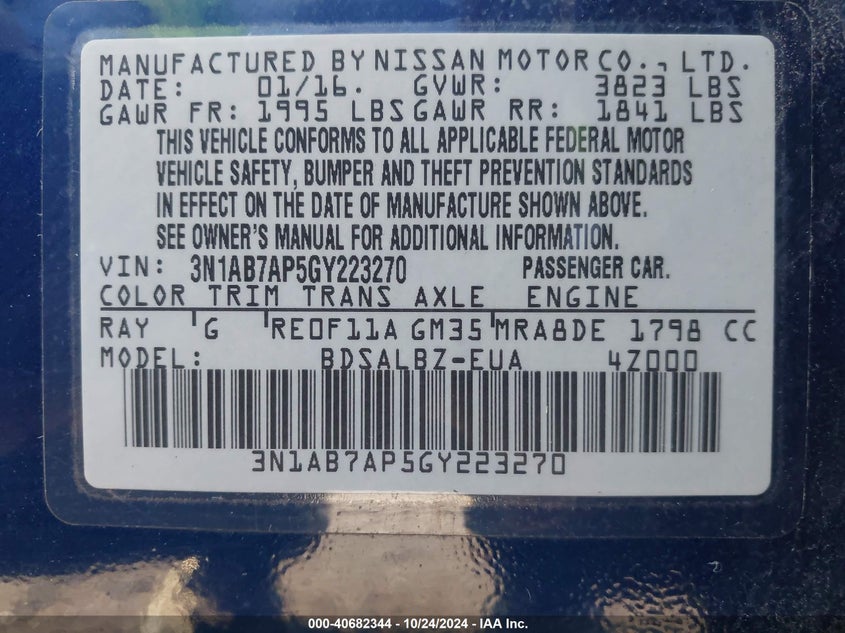 MANUFACTURED BY NISSAN MOTOR CO., LTD.
DATE: 01/16. GVWR: 3823 LBS
GAWR FR: 1995 LBS GAWR RR: 1841 LBS
THIS VEHICLE CONFORMS TO ALL APPLICABLE FEDERAL MOTOR
VEHICLE SAFETY, BUMPER AND THEFT PREVENTION STANDARDS
IN EFFECT ON THE DATE OF MANUFACTURE SHOWN ABOVE.
SEE OWNER'S MANUAL FOR ADDITIONAL INFORMATION.
VIN: 3N1AB7AP5GY223270 PASSENGER CAR.
COLOR TRIM TRANS AXLE ENGINE
RAY G RE0F11A GM35 MRA8DE 1798 CC
MODEL: BDSALBZ-EUA 4Z000
3N1AB7AP5GY223270
000-40682344 / 10/24/2024 - IAA Inc.